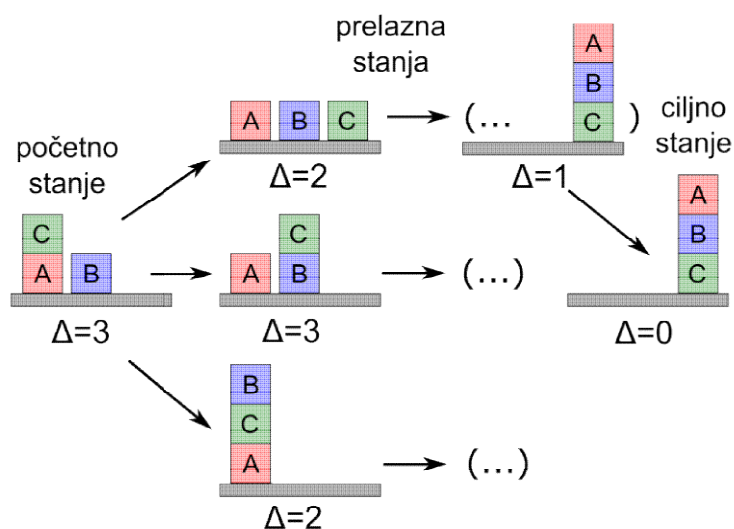 početno
stanje
C
A B
Δ=3
prelazna
stanja
A B C
Δ=2
(...
A
B
C
)
Δ=1
C
A B
Δ=3
(...)
B
C
A
Δ=2
(...)
ciljno
stanje
A
B
C
Δ=0